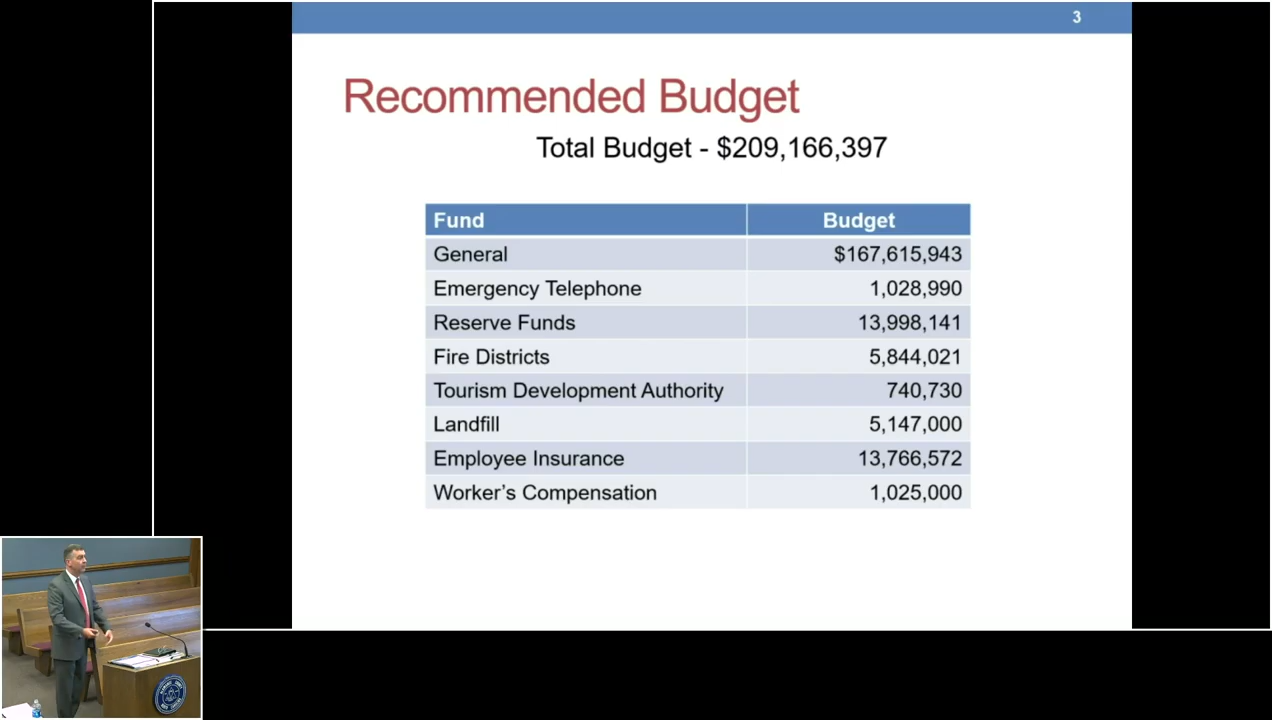 3
Recommended Budget
Total Budget - $209,166,397
Fund Budget
General $167,615,943
Emergency Telephone 1,028,990
Reserve Funds 13,998,141
Fire Districts 5,844,021
Tourism Development Authority 740,730
Landfill 5,147,000
Employee Insurance 13,766,572
Worker's Compensation 1,025,000